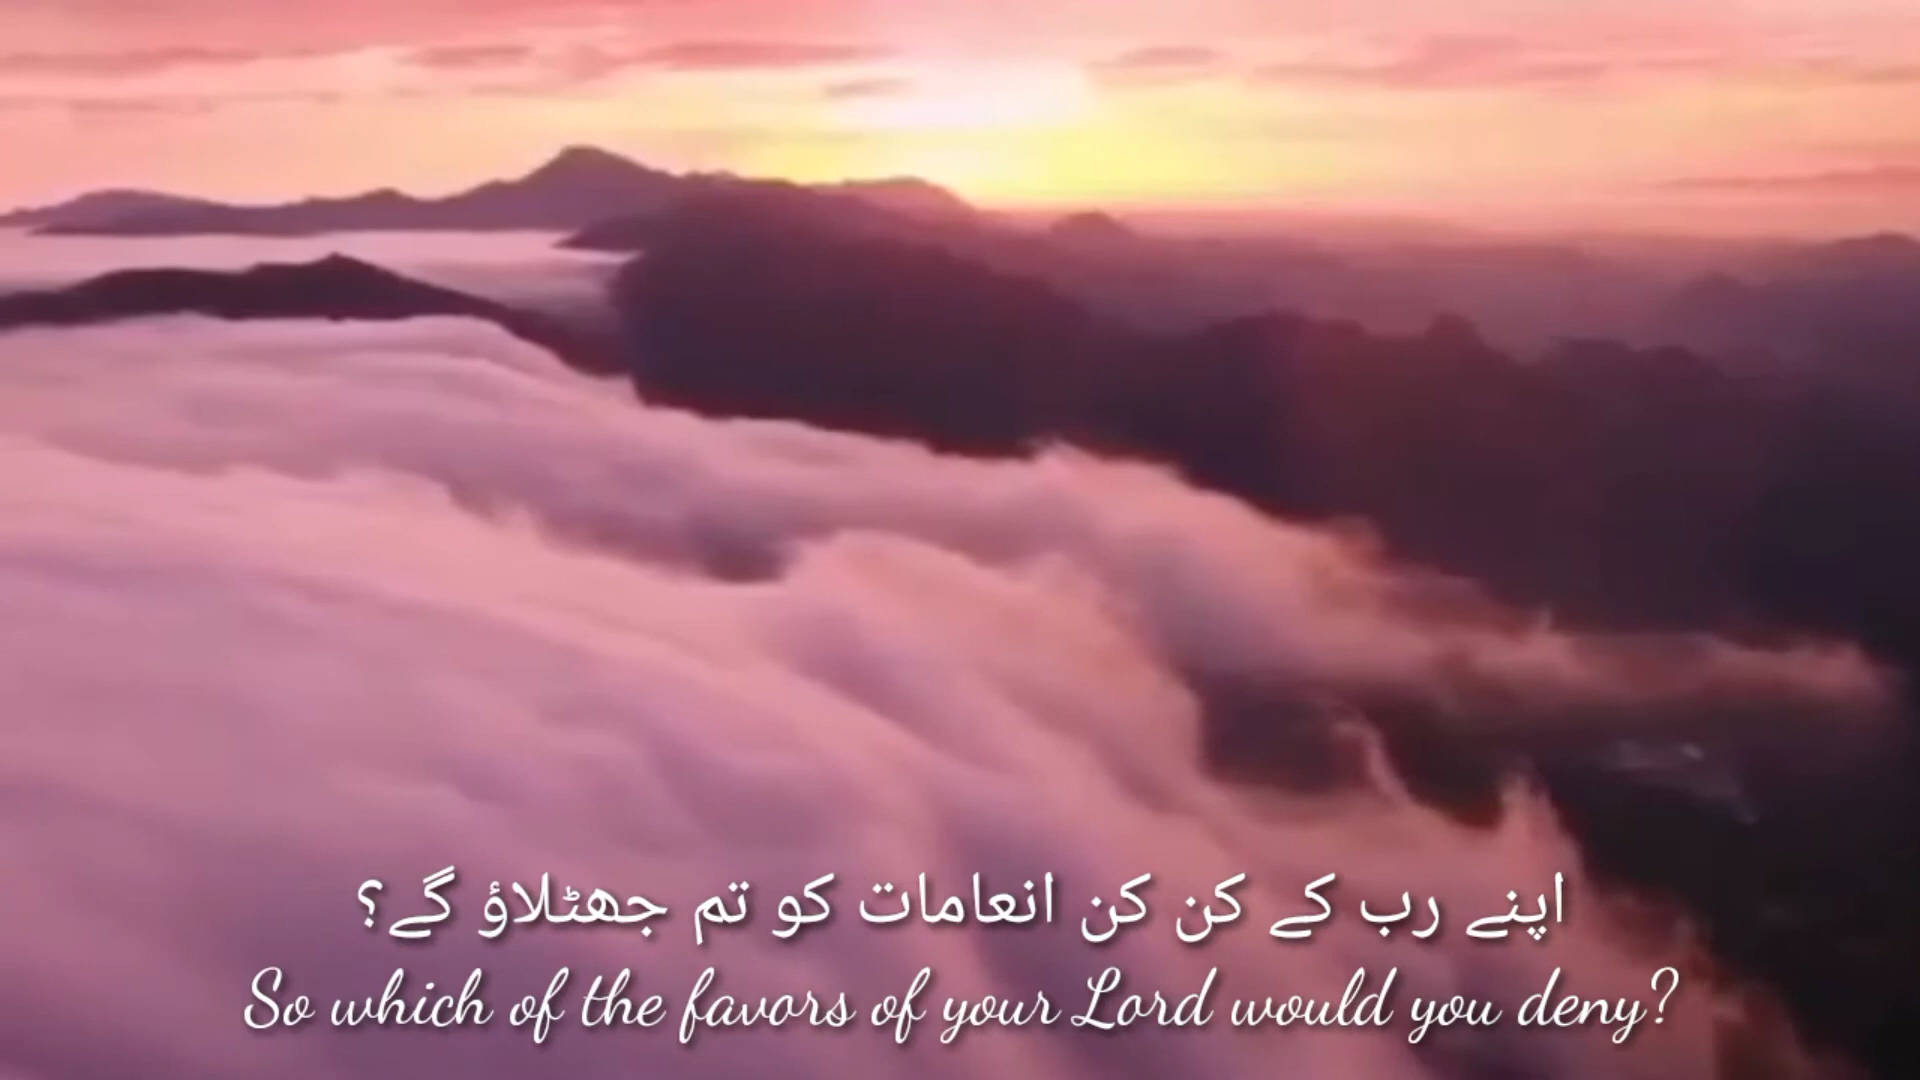 اپنے رب کے کن کن انعامات کو تم جھٹلاؤ گے؟
So which of the favors of your Lord would you deny?